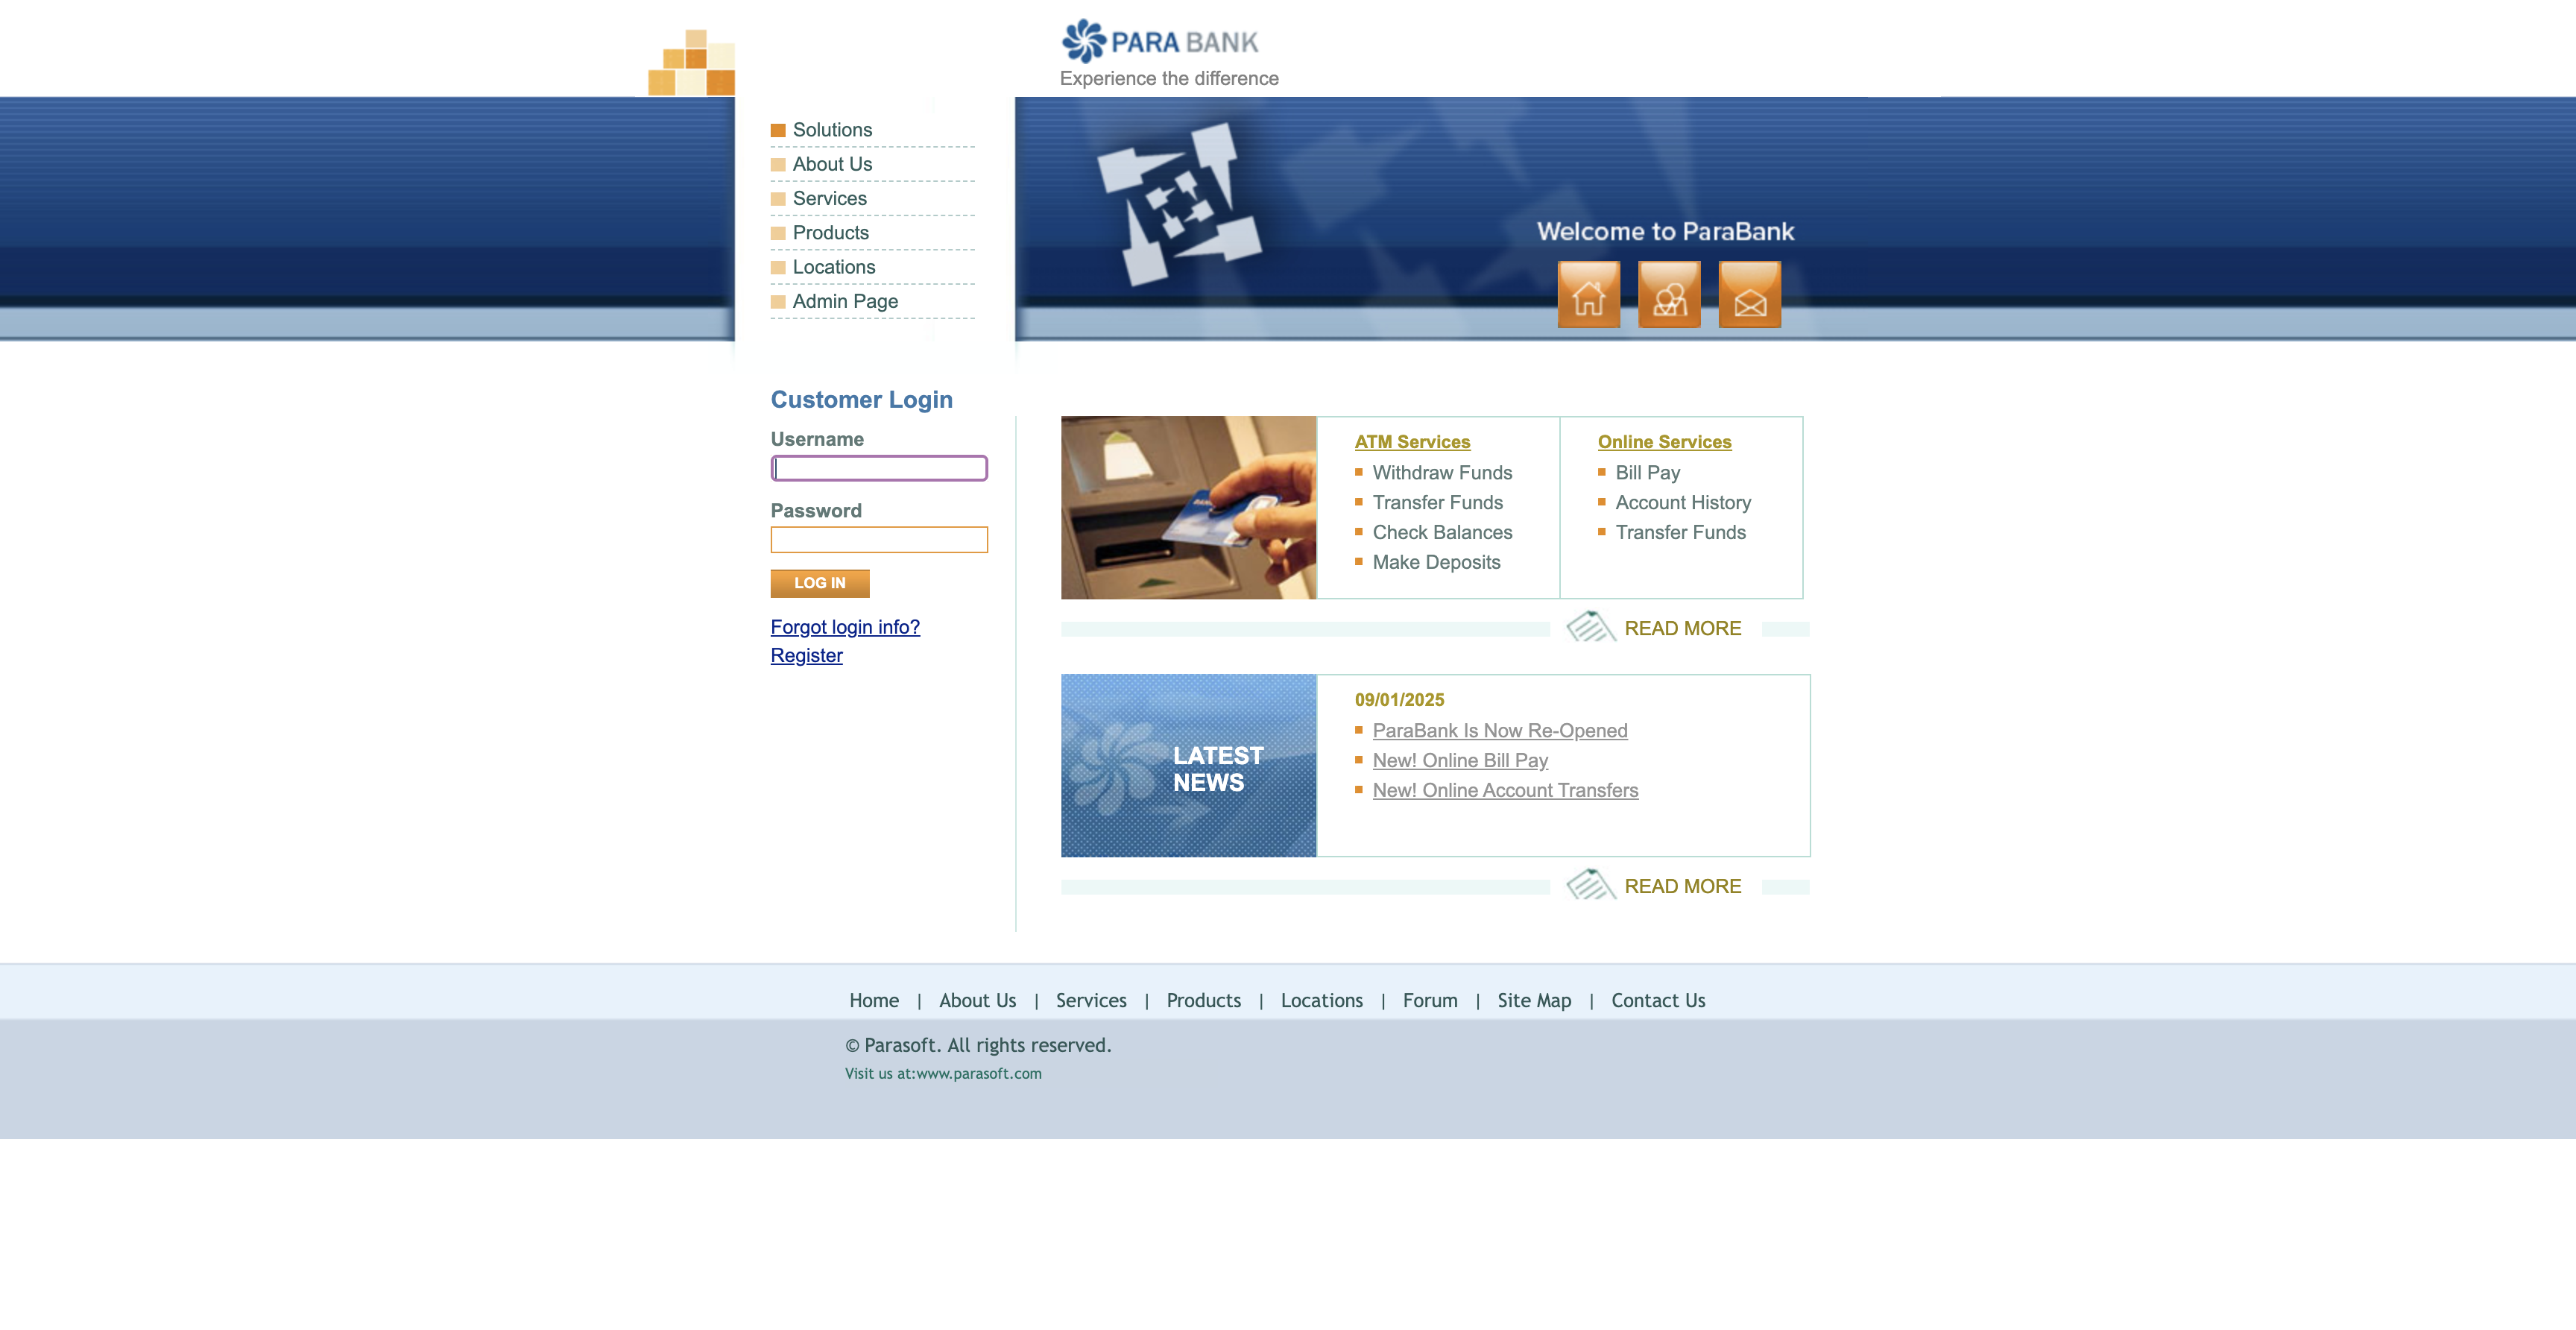 PARA BANK
Experience the difference
Solutions
About Us
Services
Products
Locations
Admin Page
Welcome to ParaBank
Customer Login
Username
Password
LOG IN
Forgot login info?
Register
ATM Services
Withdraw Funds
Transfer Funds
Check Balances
Make Deposits
Online Services
Bill Pay
Account History
Transfer Funds
READ MORE
LATEST
NEWS
09/01/2025
ParaBank Is Now Re-Opened
New! Online Bill Pay
New! Online Account Transfers
READ MORE
Home | About Us | Services | Products | Locations | Forum | Site Map | Contact Us
© Parasoft. All rights reserved.
Visit us at:www.parasoft.com